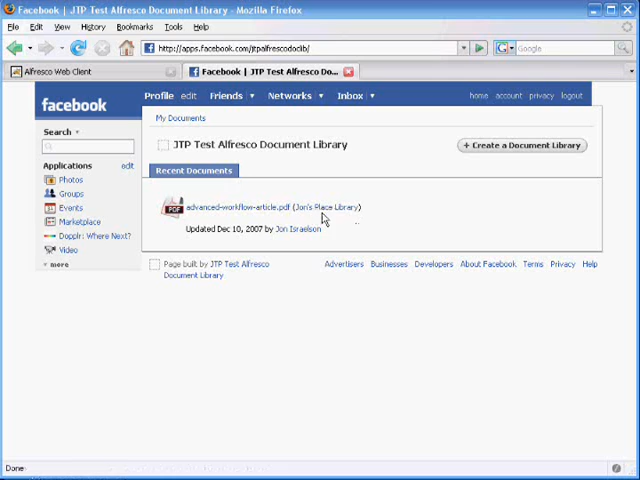 Facebook | JTP Test Alfresco Document Library - Mozilla Firefox
File Edit View History Bookmarks Tools Help
http://apps.facebook.com/jtpalfrescodoclib/
Google
Alfresco Web Client
Facebook | JTP Test Alfresco Do...
facebook
Profile edit Friends Networks Inbox home account privacy logout
Search
Applications edit
Photos
Groups
Events
Marketplace
Dopplr: Where Next?
Video
more
My Documents
JTP Test Alfresco Document Library
+ Create a Document Library
Recent Documents
PDF
advanced-workflow-article.pdf (Jon's Place Library)
Updated Dec 10, 2007 by Jon Israelson
Page built by JTP Test Alfresco
Document Library
Advertisers Businesses Developers About Facebook Terms Privacy Help
Done